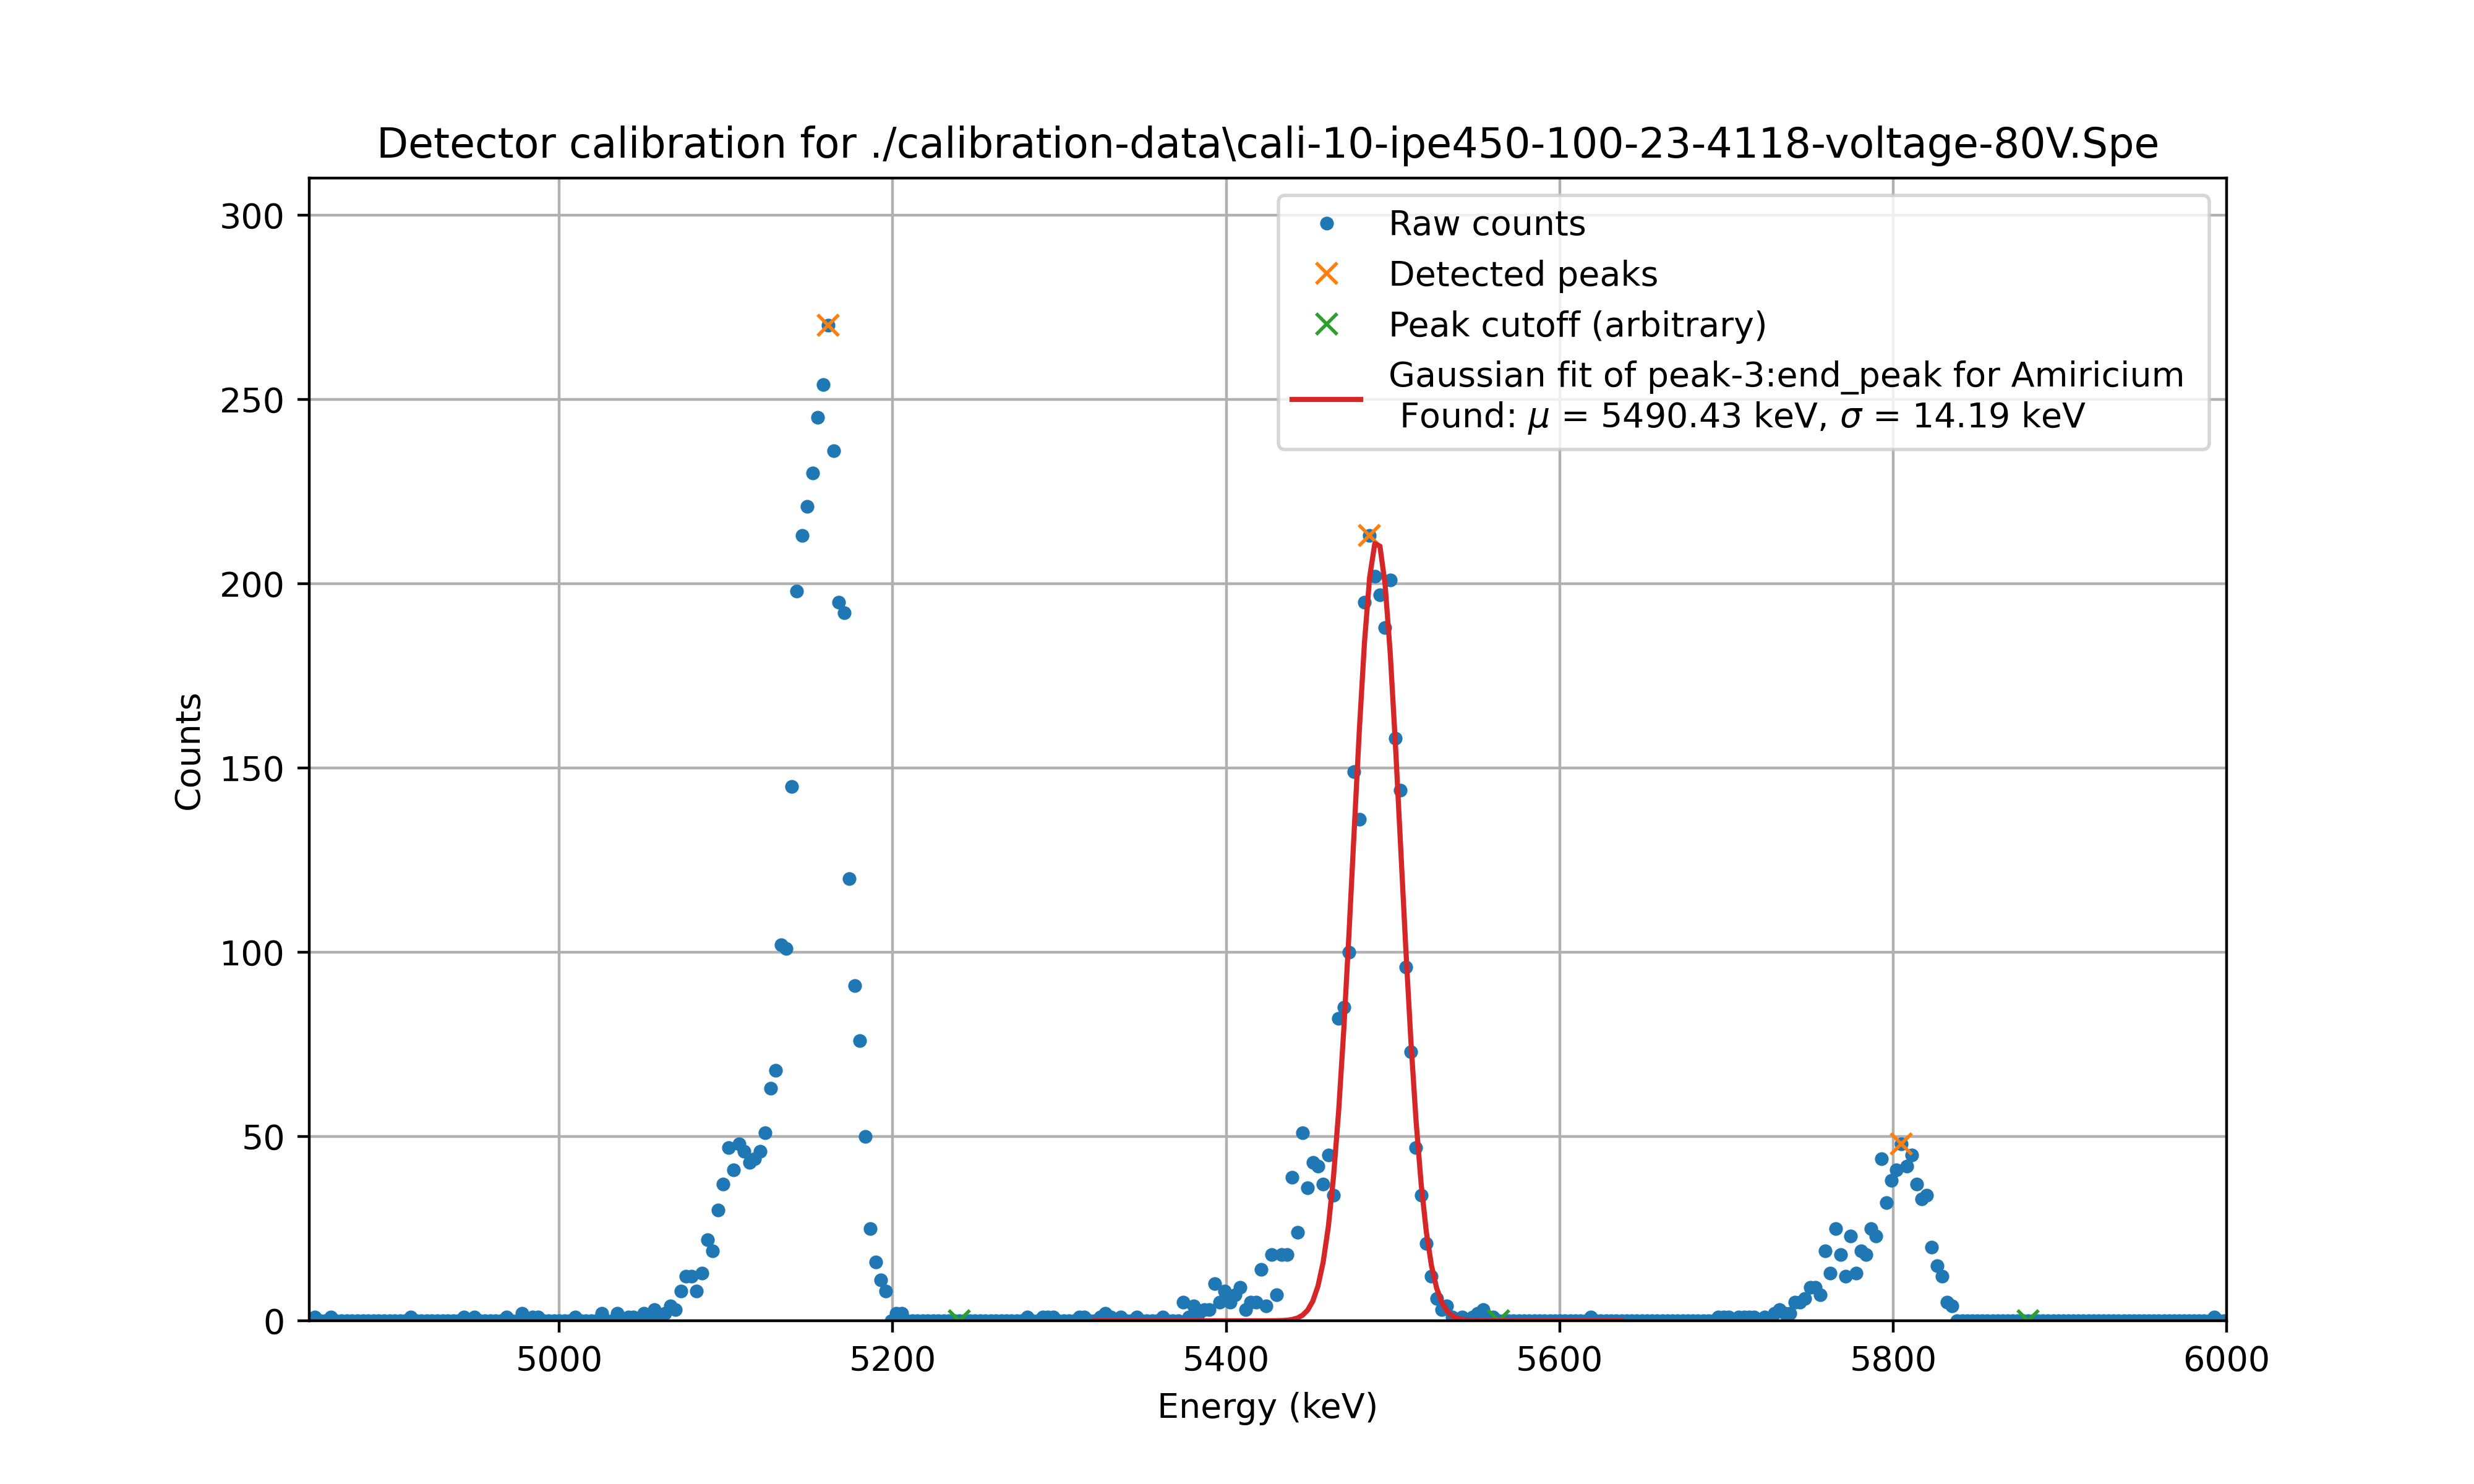 Detector calibration for ./calibration-data\cali-10-ipe450-100-23-4118-voltage-80V.Spe
Raw counts
Detected peaks
Peak cutoff (arbitrary)
Gaussian fit of peak-3:end_peak for Amiricium
Found: μ = 5490.43 keV, σ = 14.19 keV
Counts
300
250
200
150
100
50
0
5000 5200 5400 5600 5800 6000
Energy (keV)